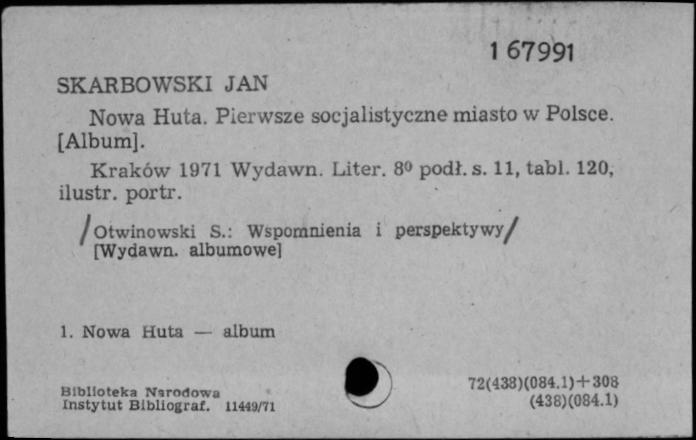 167991
SKARBOWSKI JAN
Nowa Huta. Pierwsze socjalistyczne miasto w Polsce.
[Album].
Kraków 1971 Wydawn. Liter. 8⁰ podł. s. 11, tabl. 120,
ilustr. portr.
/Otwinowski S.: Wspomnienia i perspektywy/
[Wydawn. albumowe]
1. Nowa Huta — album
72(438)(084.1)+308
(438)(084.1)
Biblioteka Narodowa
Instytut Bibliograf. 11449/71